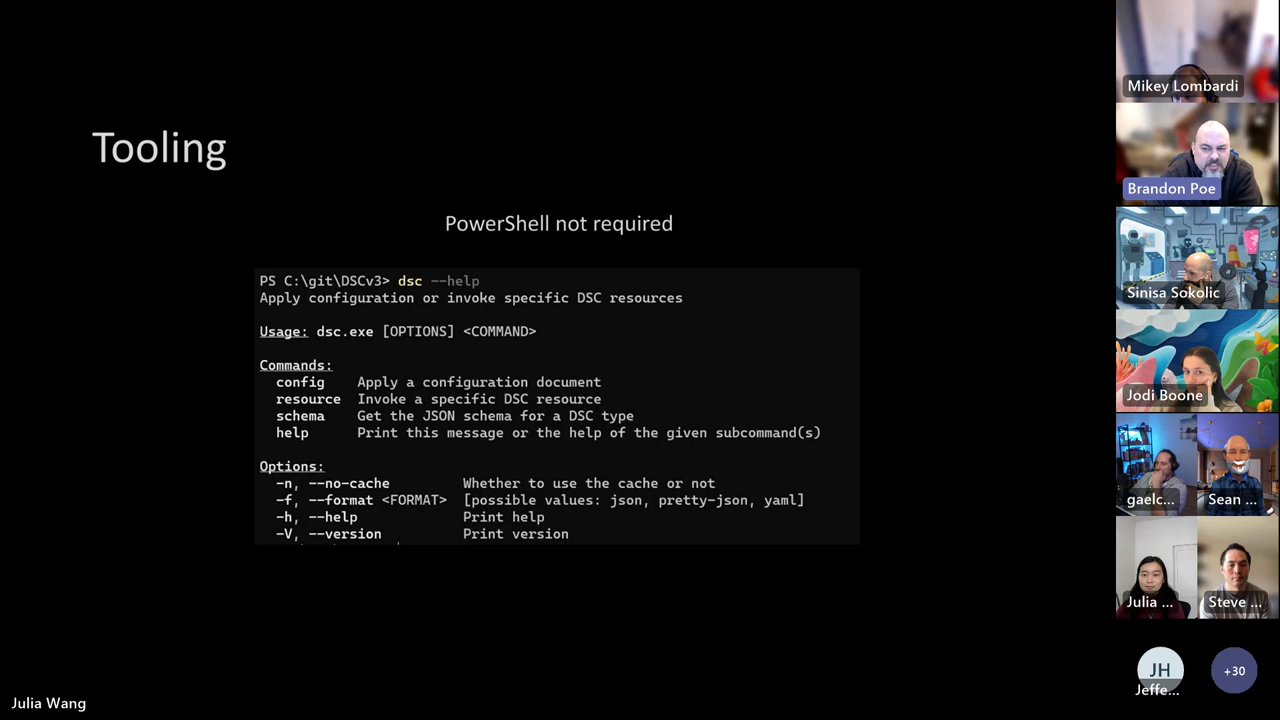 Tooling
PowerShell not required
PS C:\git\DSCv3> dsc --help
Apply configuration or invoke specific DSC resources
Usage: dsc.exe [OPTIONS] <COMMAND>
Commands:
config Apply a configuration document
resource Invoke a specific DSC resource
schema Get the JSON schema for a DSC type
help Print this message or the help of the given subcommand(s)
Options:
-n, --no-cache Whether to use the cache or not
-f, --format <FORMAT> [possible values: json, pretty-json, yaml]
-h, --help Print help
-V, --version Print version
Julia Wang
Mikey Lombardi
Brandon Poe
Sinisa Sokolic
Jodi Boone
gaelc...
Sean ...
Julia ...
Steve ...
JH
Jeffe...
+30